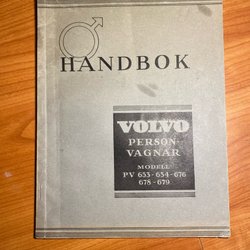 HANDBOK
VOLVO
PERSON
VAGNAR
MODELL
PV 653-654-676
678-679